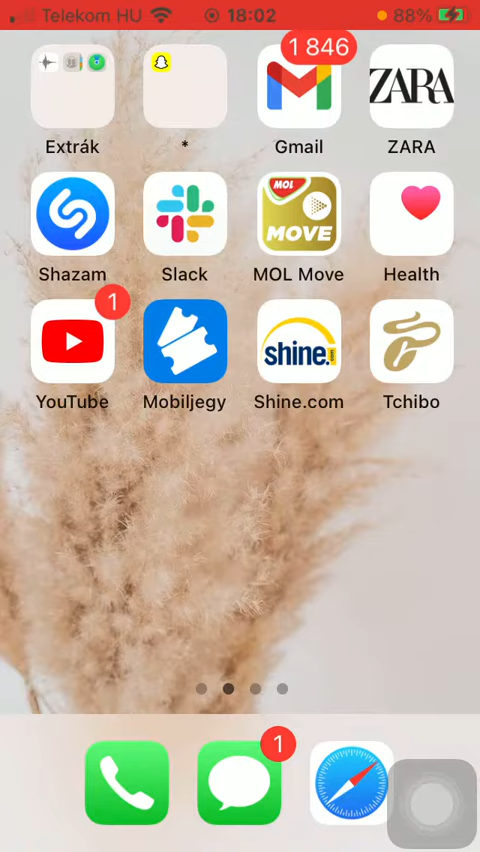 Telekom HU 18:02 88%
1 846
ZARA
Extrák * Gmail ZARA
MOL
MOVE
Shazam Slack MOL Move Health
1
shine.com
YouTube Mobiljegy Shine.com Tchibo
1